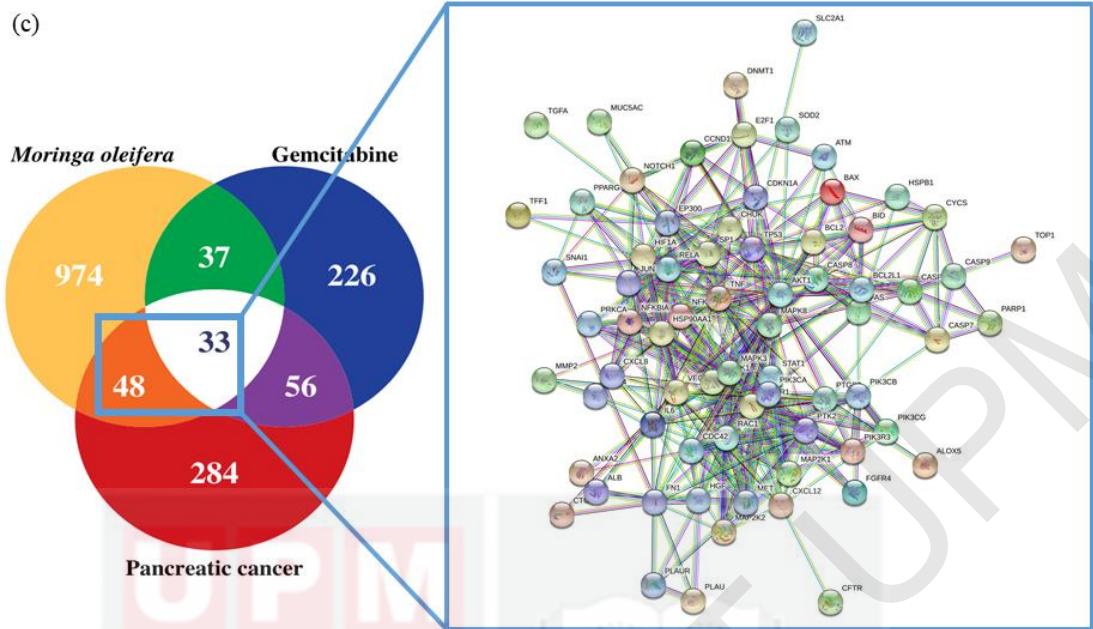 (c)
Moringa oleifera
Gemcitabine
974
37
226
33
48
56
284
Pancreatic cancer
SLC2A1
DNMT1
TGFA
MUC5AC
E2F1
SOD2
CCND1
ATM
NOTCH1
BAX
HSPB1
PPARG
CDKN1A
CYCS
TFF1
EP300
CHUK
BCL2
BID
TOP1
HIF1A
SP1
TP53
SNAI1
RELA
CASP8
BCL2L1
CASP9
JUN
TNF
AKT1
CASP
PRKCA
NFKBIA
NFK
HSP90AA1
MAPK8
PARP1
CASP7
MMP2
CXCL8
MAPK3
STAT1
PIK3CA
PIK3CB
IL6
RAC1
PTK2
PIK3CG
CDC42
PIK3R3
ALOX5
ANXA2
MAP2K1
ALB
FN1
HGF
MET
CXCL12
FGFR4
MAP2K2
PLAUR
PLAU
CFTR
UPM
UPM